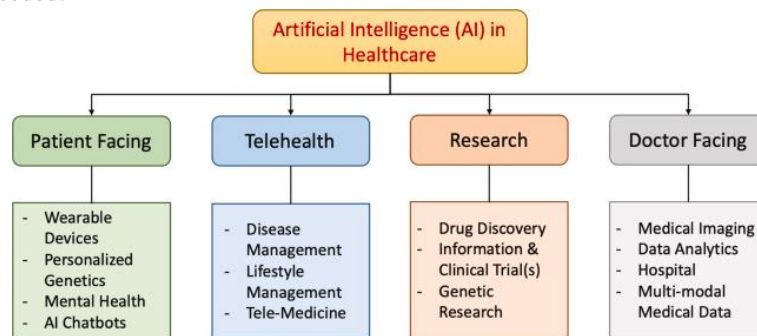 Artificial Intelligence (AI) in
Healthcare
Patient Facing
Telehealth
Research
Doctor Facing
- Wearable
Devices
- Personalized
Genetics
- Mental Health
- AI Chatbots
- Disease
Management
- Lifestyle
Management
- Tele-Medicine
- Drug Discovery
- Information &
Clinical Trial(s)
- Genetic
Research
- Medical Imaging
- Data Analytics
- Hospital
- Multi-modal
Medical Data